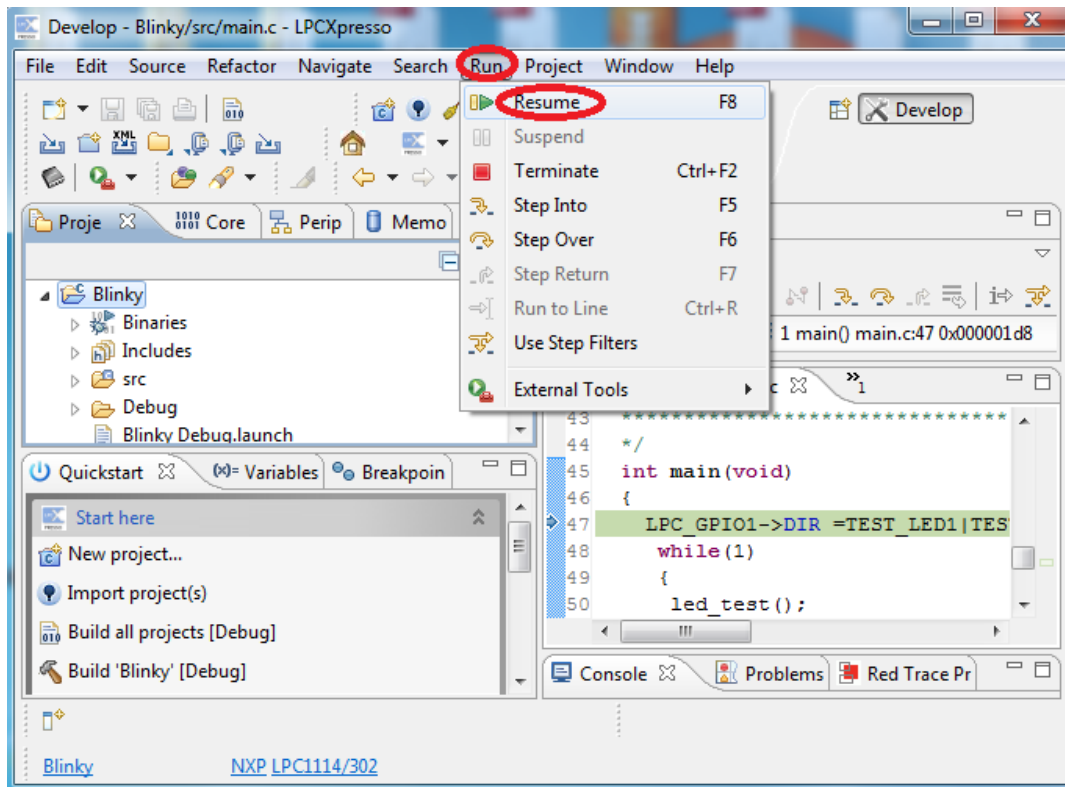 Develop - Blinky/src/main.c - LPCXpresso
File Edit Source Refactor Navigate Search Run Project Window Help
Resume F8
Develop
Suspend
Terminate Ctrl+F2
Step Into F5
Proje Core Perip Memo
Step Over F6
Step Return F7
Blinky
Run to Line Ctrl+R
Binaries
1 main() main.c:47 0x000001d8
Use Step Filters
Includes
src
External Tools
c »1
Debug
Blinky Debug.launch
43 **********************************
44 */
Quickstart (x)= Variables Breakpoin
45 int main(void)
46 {
Start here
47 LPC_GPIO1->DIR =TEST_LED1|TES
New project...
48 while(1)
49 {
Import project(s)
50 led_test();
Build all projects [Debug]
Build 'Blinky' [Debug]
Console Problems Red Trace Pr
Blinky NXP LPC1114/302